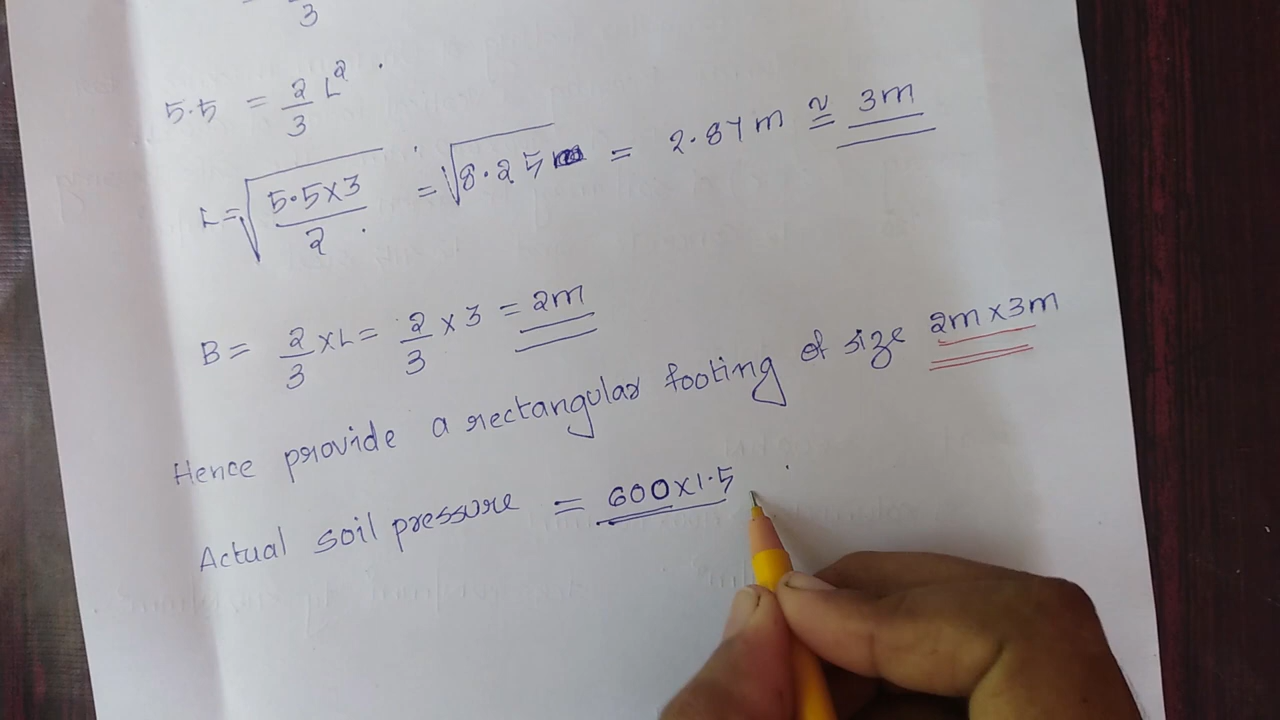 3
5.5 = 2/3 L²
L = √(5.5×3/2) = √8.25 = 2.87m ≅ 3m
B = 2/3 ×L = 2/3 × 3 = 2m
Hence provide a rectangular footing of size 2m×3m
Actual soil pressure = 600×1.5